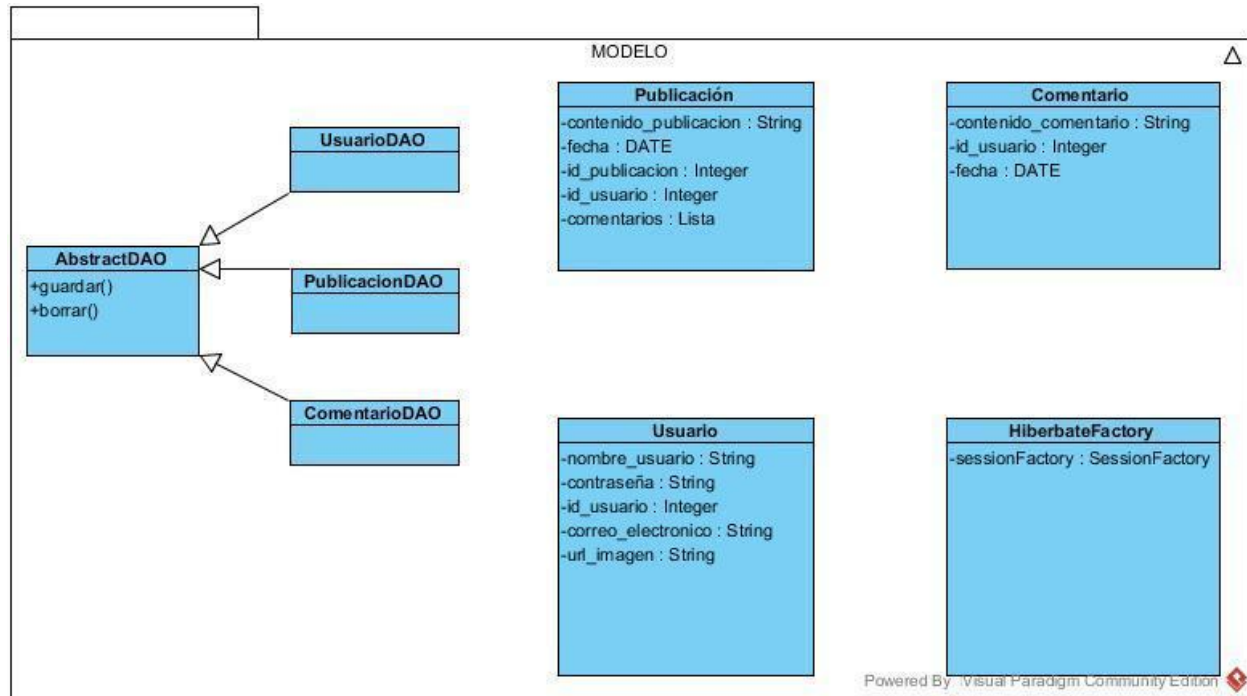 MODELO
UsuarioDAO
AbstractDAO
+guardar()
+borrar()
PublicacionDAO
ComentarioDAO
Publicación
-contenido_publicacion : String
-fecha : DATE
-id_publicacion : Integer
-id_usuario : Integer
-comentarios : Lista
Comentario
-contenido_comentario : String
-id_usuario : Integer
-fecha : DATE
Usuario
-nombre_usuario : String
-contraseña : String
-id_usuario : Integer
-correo_electronico : String
-url_imagen : String
HiberbateFactory
-sessionFactory : SessionFactory
Powered By Visual Paradigm Community Edition